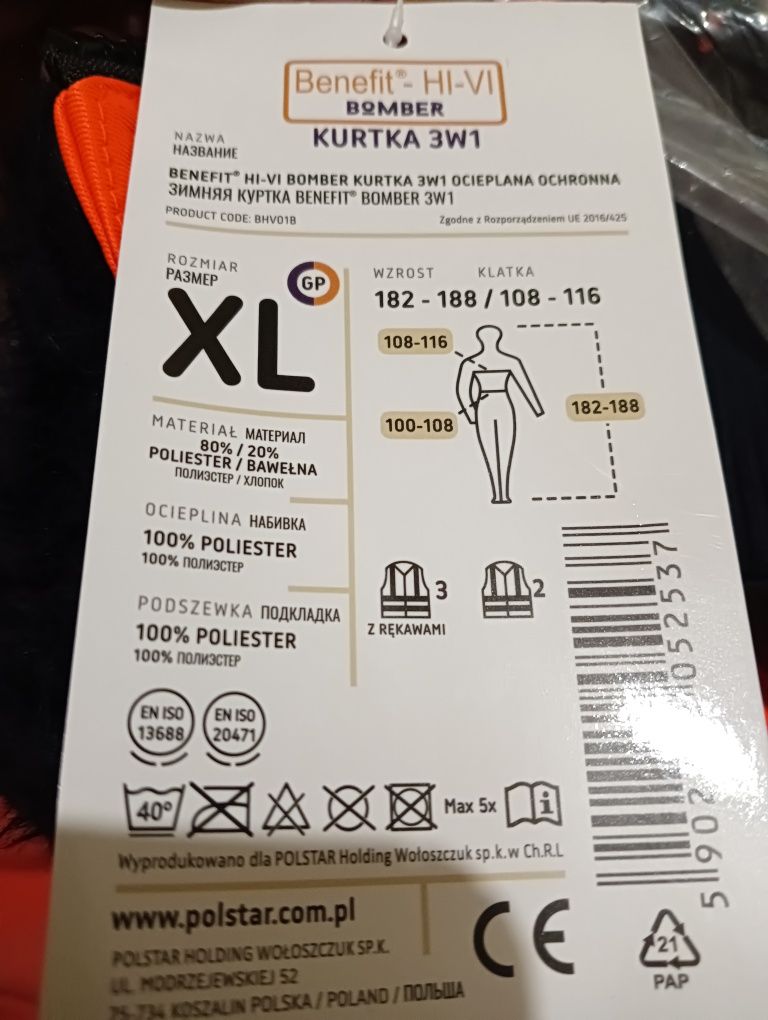 Benefit® - HI-VI
BOMBER
KURTKA 3W1
NAZWA
НАЗВАНИЕ
BENEFIT® HI-VI BOMBER KURTKA 3W1 OCIEPLANA OCHRONNA
ЗИМНЯЯ КУРТКА BENEFIT® BOMBER 3W1
PRODUCT CODE: BHV01B
Zgodne z Rozporządzeniem UE 2016/425
ROZMIAR
РАЗМЕР
GP
XL
WZROST KLATKA
182 - 188 / 108 - 116
108-116
100-108
182-188
MATERIAŁ МАТЕРИАЛ
80% / 20%
POLIESTER / BAWEŁNA
ПОЛИЭСТЕР / ХЛОПОК
OCIEPLINA НАБИВКА
100% POLIESTER
100% ПОЛИЭСТЕР
PODSZEWKA ПОДКЛАДКА
100% POLIESTER
100% ПОЛИЭСТЕР
3
Z RĘKAWAMI
2
EN ISO
13688
EN ISO
20471
40°
Max 5x
i
Wyprodukowano dla POLSTAR Holding Wołoszczuk sp.k. w Ch.R.L
www.polstar.com.pl
POLSTAR HOLDING WOŁOSZCZUK SP.K.
UL. MODRZEJEWSKIEJ 52
25-734 KOSZALIN POLSKA / POLAND / ПОЛЬША
CE
21
PAP
052537